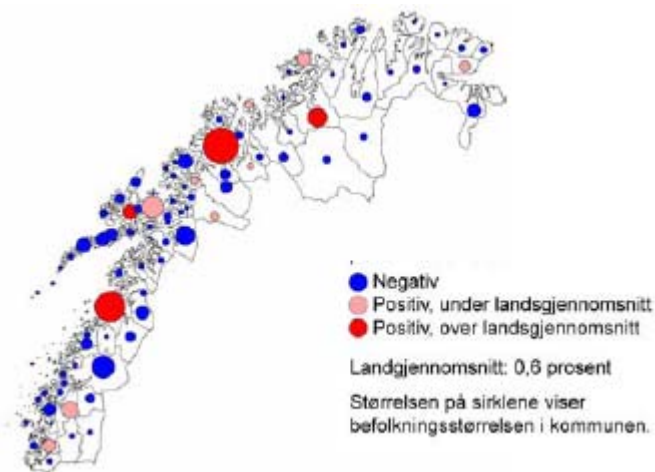 Negativ
Positiv, under landsgjennomsnitt
Positiv, over landsgjennomsnitt
Landgjennomsnitt: 0,6 prosent
Størrelsen på sirklene viser
befolkningsstørrelsen i kommunen.